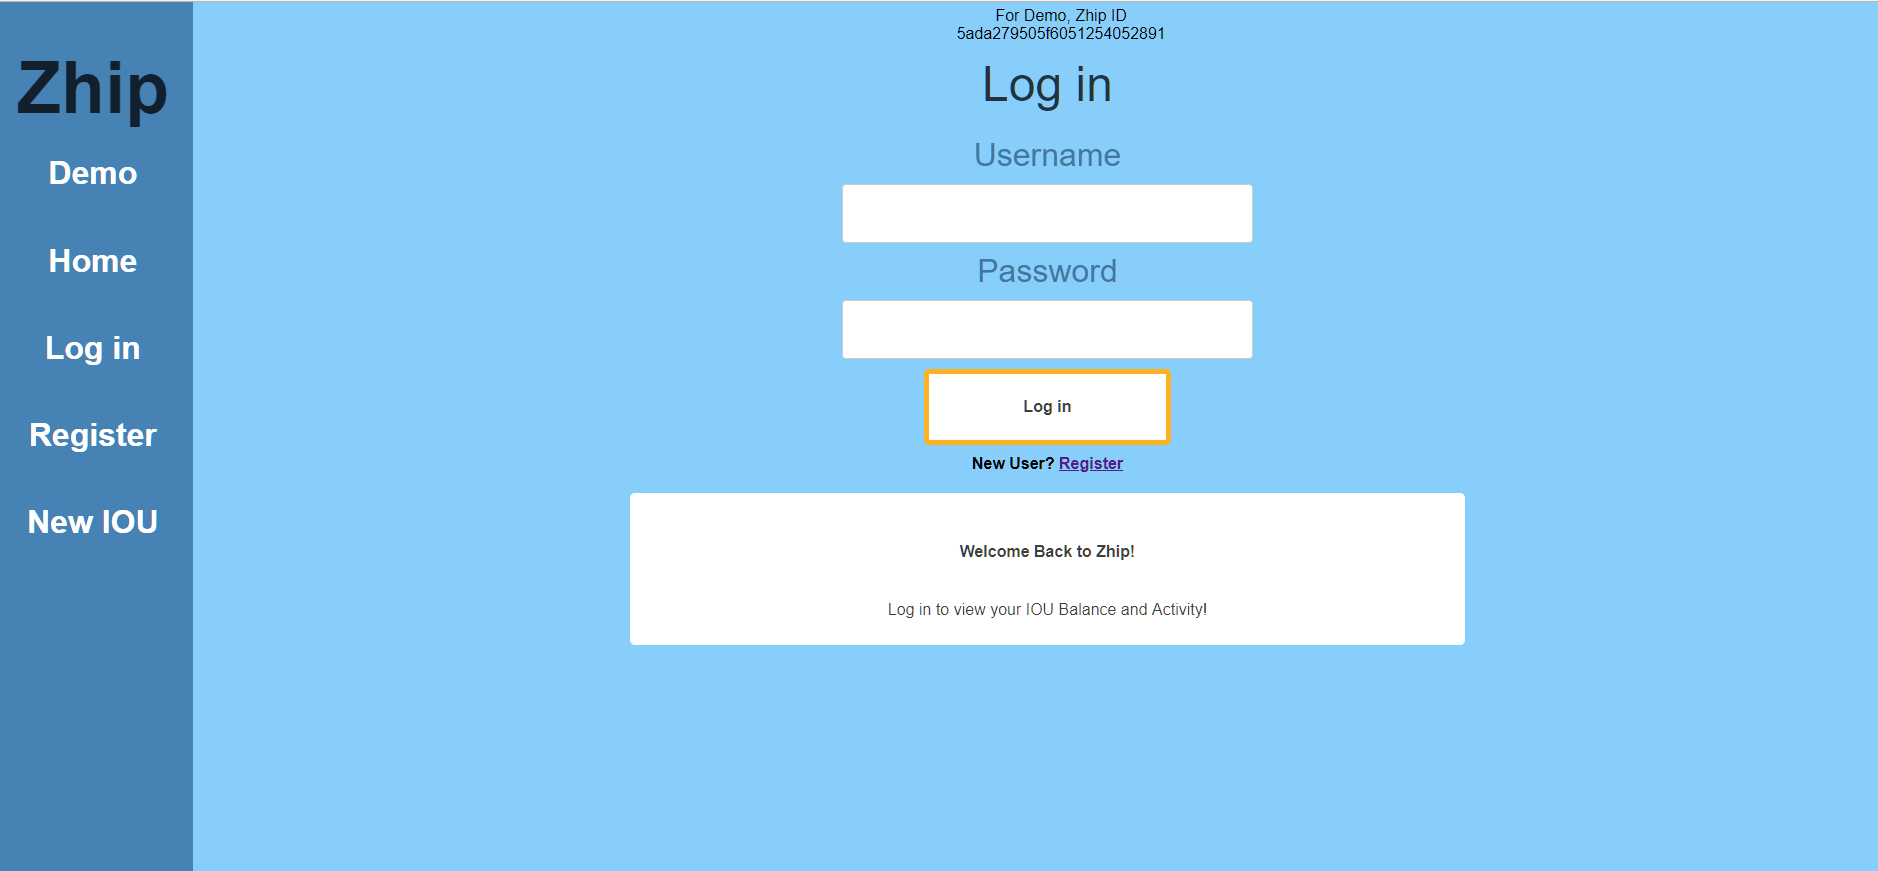 Zhip
Demo
Home
Log in
Register
New IOU
For Demo, Zhip ID
5ada279505f6051254052891
Log in
Username
Password
Log in
New User? Register
Welcome Back to Zhip!
Log in to view your IOU Balance and Activity!